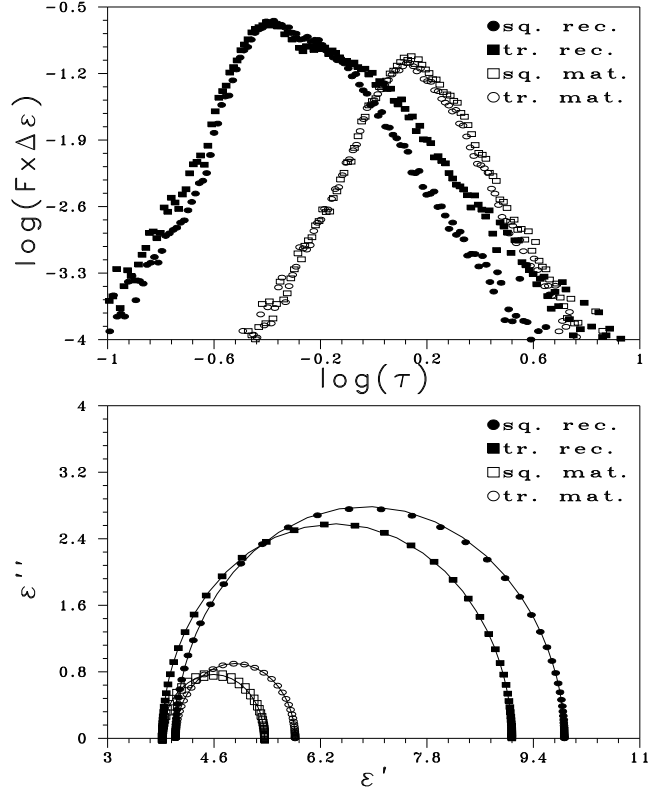 -0.5
-1.2
-1.9
-2.6
-3.3
-4
log(F x Δε)
sq. rec.
tr. rec.
sq. mat.
tr. mat.
-1 -0.6 -0.2 0.2 0.6 1
log(τ)
4
3.2
2.4
1.6
0.8
0
ε''
sq. rec.
tr. rec.
sq. mat.
tr. mat.
3 4.6 6.2 7.8 9.4 11
ε'